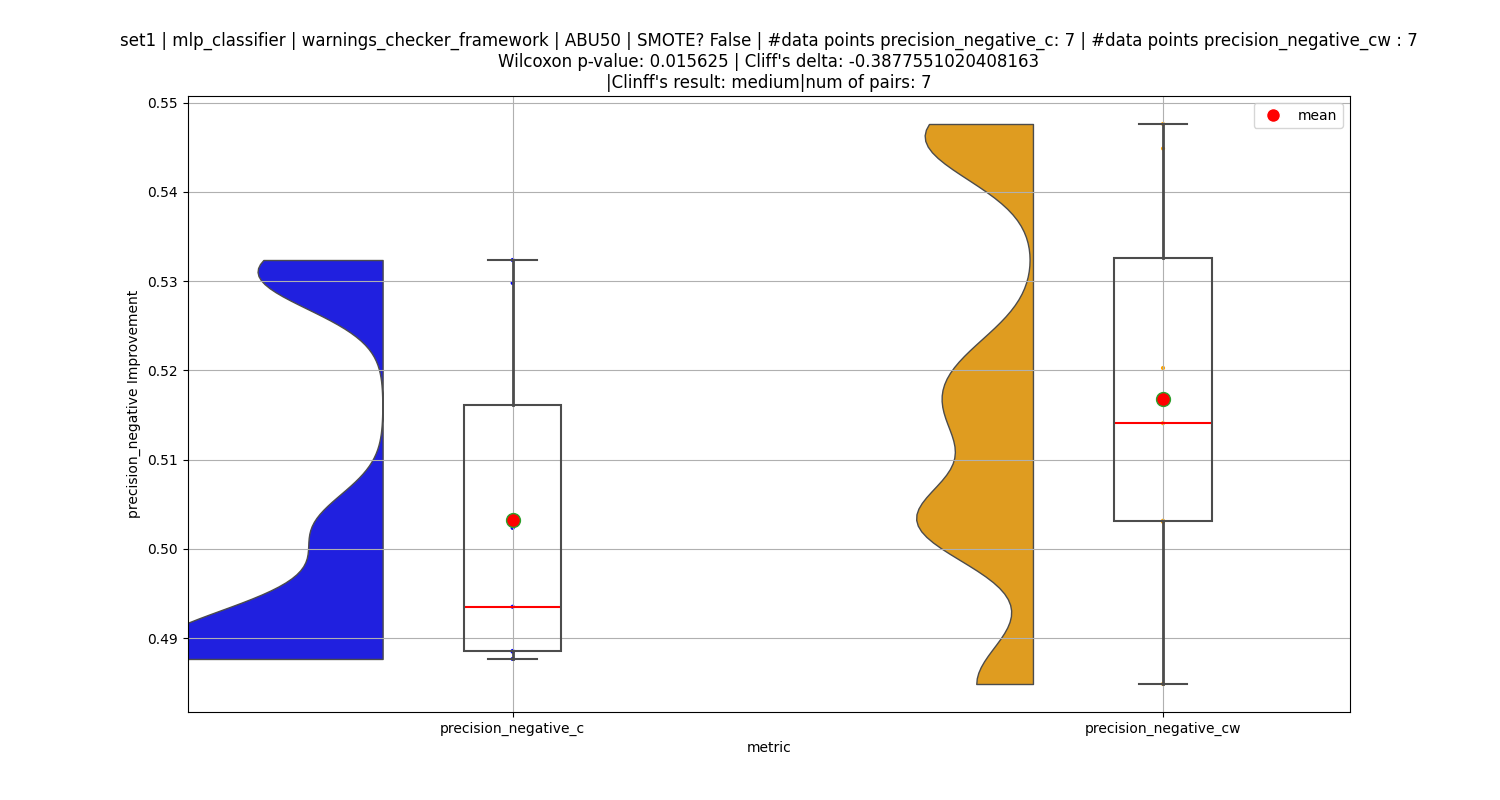 set1 | mlp_classifier | warnings_checker_framework | ABU50 | SMOTE? False | #data points precision_negative_c: 7 | #data points precision_negative_cw : 7
Wilcoxon p-value: 0.015625 | Cliff's delta: -0.3877551020408163
|Clinff's result: medium|num of pairs: 7
mean
0.55
0.54
0.53
0.52
0.51
0.50
0.49
precision_negative Improvement
precision_negative_c
precision_negative_cw
metric